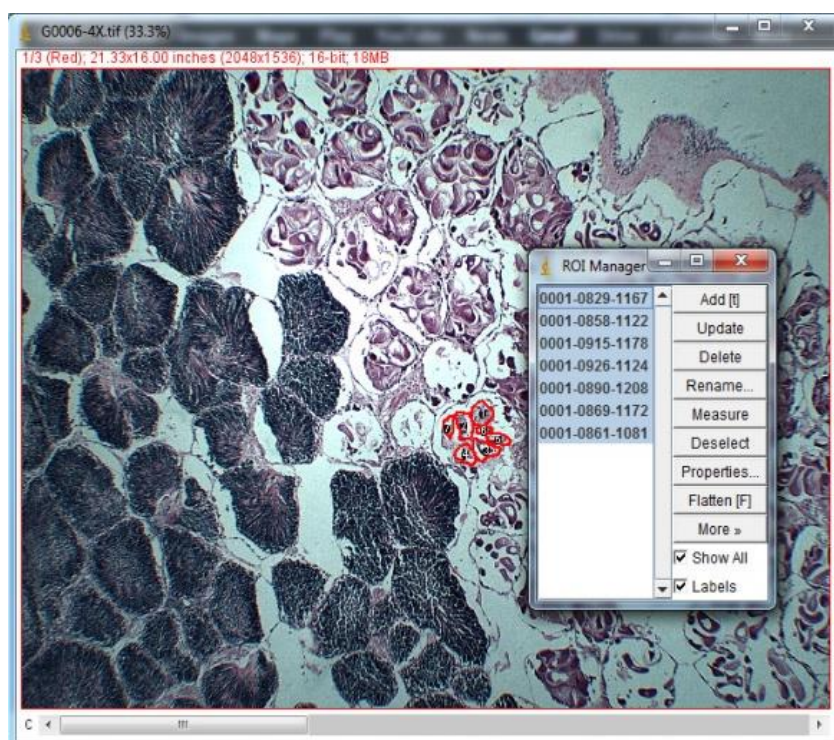 G0006-4X.tif (33.3%)
1/3 (Red); 21.33x16.00 inches (2048x1536); 16-bit; 18MB
ROI Manager
0001-0829-1167
0001-0858-1122
0001-0915-1178
0001-0926-1124
0001-0890-1208
0001-0869-1172
0001-0861-1081
Add [t]
Update
Delete
Rename...
Measure
Deselect
Properties...
Flatten [F]
More »
Show All
Labels
C